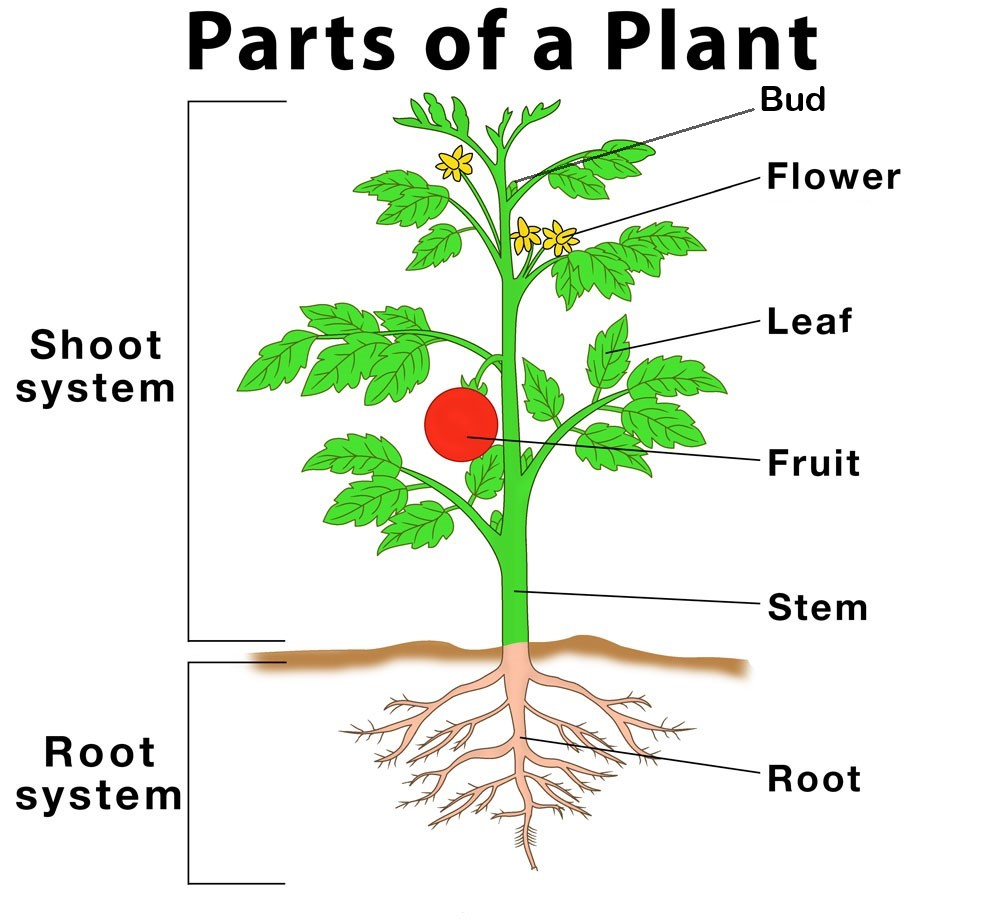 Parts of a Plant
Bud
Flower
Leaf
Shoot
system
Fruit
Stem
Root
system
Root